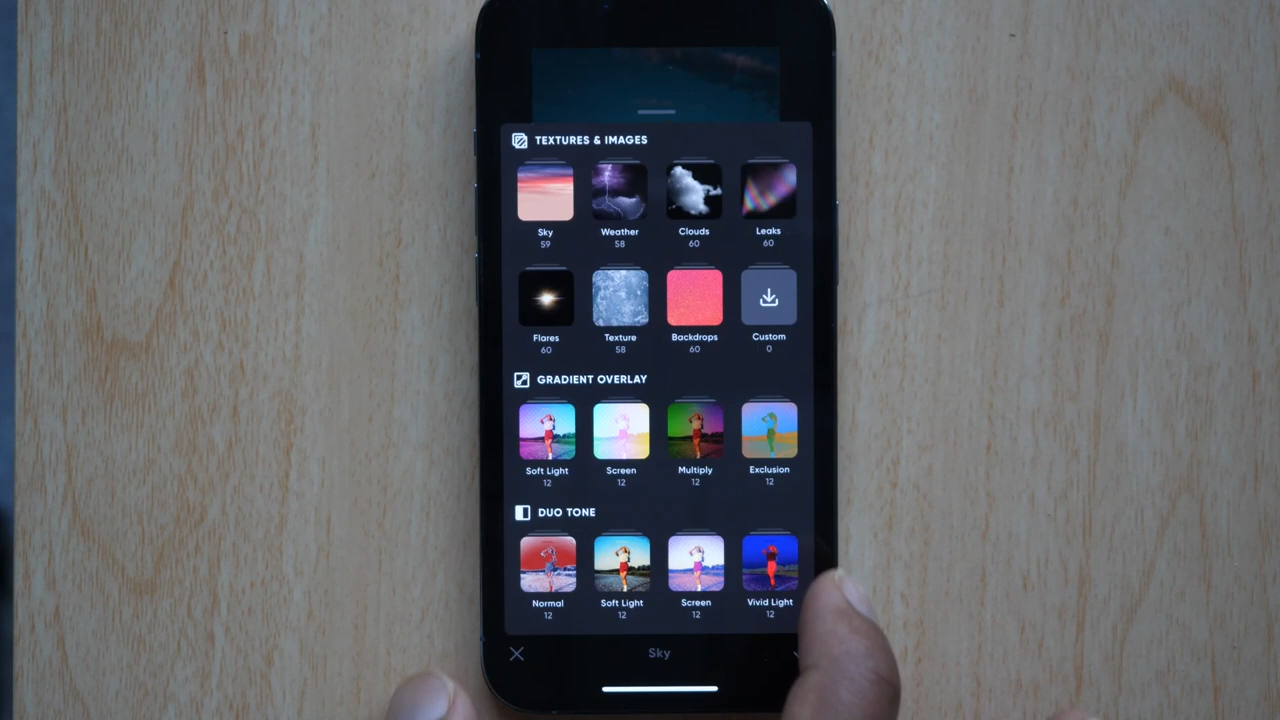 TEXTURES & IMAGES
Sky Weather Clouds Leaks
59 58 60 60
Flares Texture Backdrops Custom
60 58 60 0
GRADIENT OVERLAY
Soft Light Screen Multiply Exclusion
12 12 12 12
DUO TONE
Normal Soft Light Screen Vivid Light
12 12 12 12
Sky